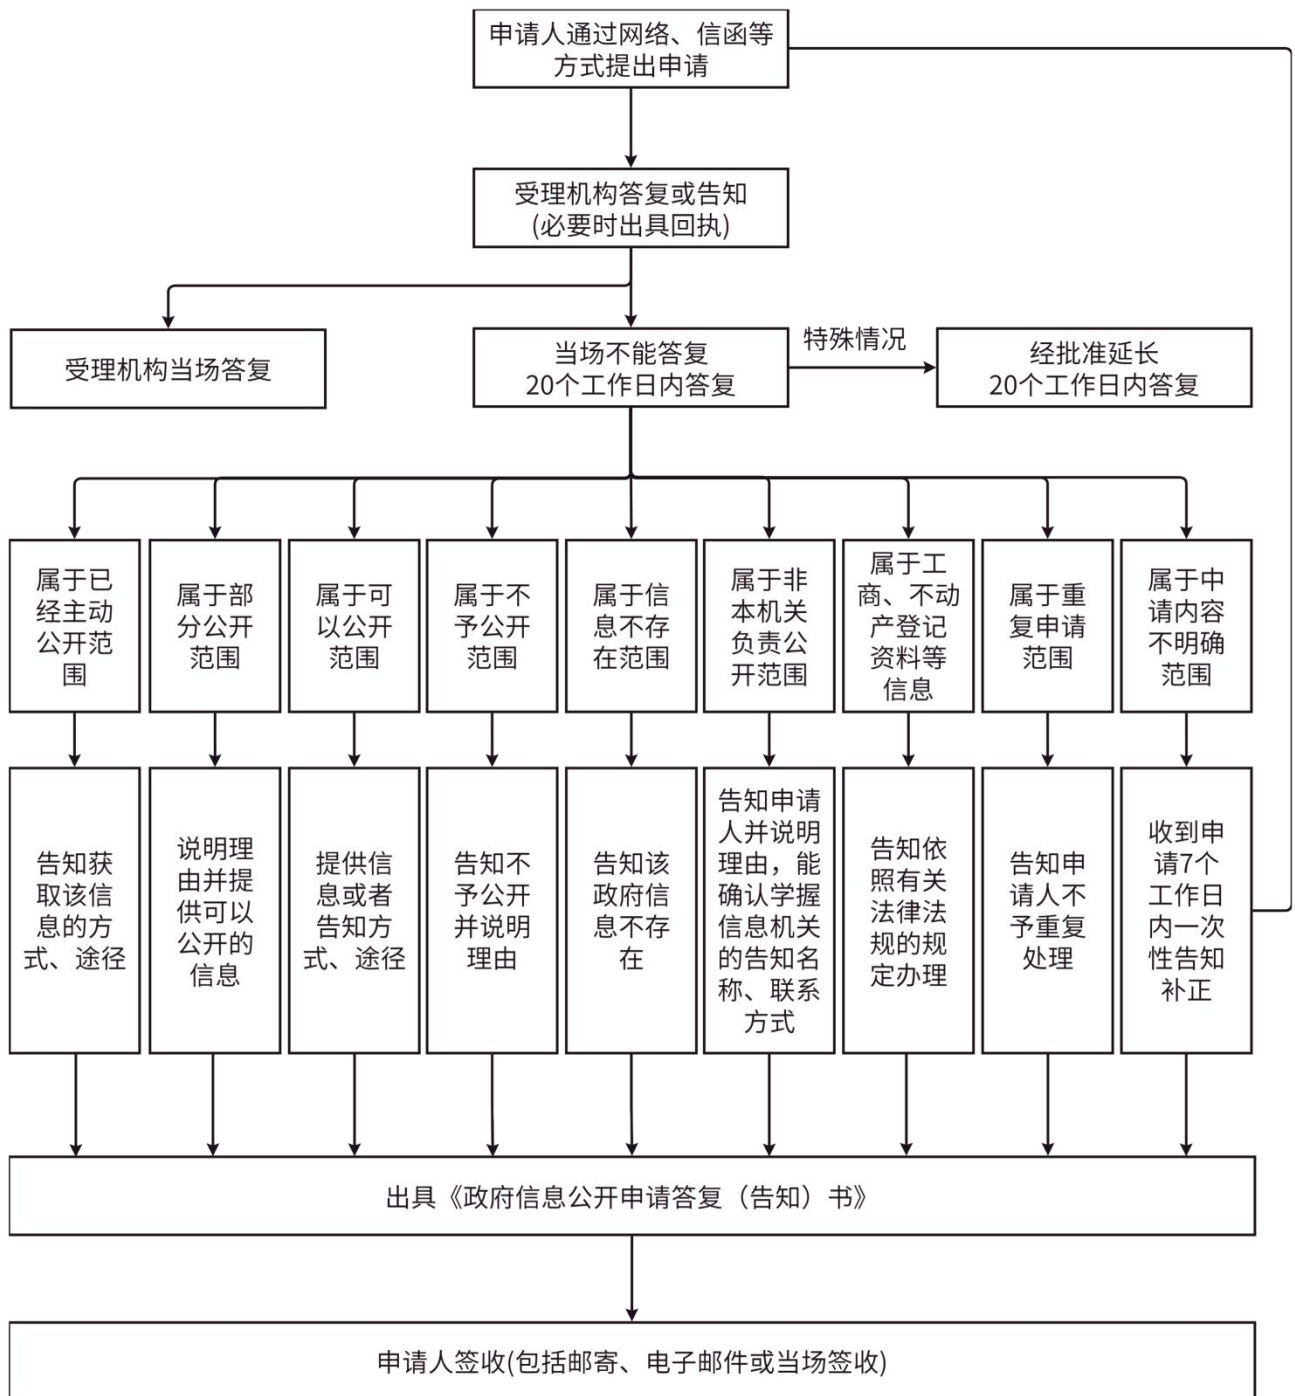 申请人通过网络、信函等
方式提出申请
受理机构答复或告知
(必要时出具回执)
受理机构当场答复
当场不能答复
20个工作日内答复
特殊情况
经批准延长
20个工作日内答复
属于已
经主动
公开范
围
属于部
分公开
范围
属于可
以公开
范围
属于不
予公开
范围
属于信
息不存
在范围
属于非
本机关
负责公
开范围
属于工
商、不动
产登记
资料等
信息
属于重
复申请
范围
属于中
请内容
不明确
范围
告知获
取该信
息的方
式、途径
说明理
由并提
供可以
公开的
信息
提供信
息或者
告知方
式、途径
告知不
予公开
并说明
理由
告知该
政府信
息不存
在
告知申请
人并说明
理由，能
确认学握
信息机关
的告知名
称、联系
方式
告知依
照有关
法律法
规的规
定办理
告知申
请人不
予重复
处理
收到申
请7个
工作日
内一次
性告知
补正
出具《政府信息公开申请答复（告知）书》
申请人签收(包括邮寄、电子邮件或当场签收)